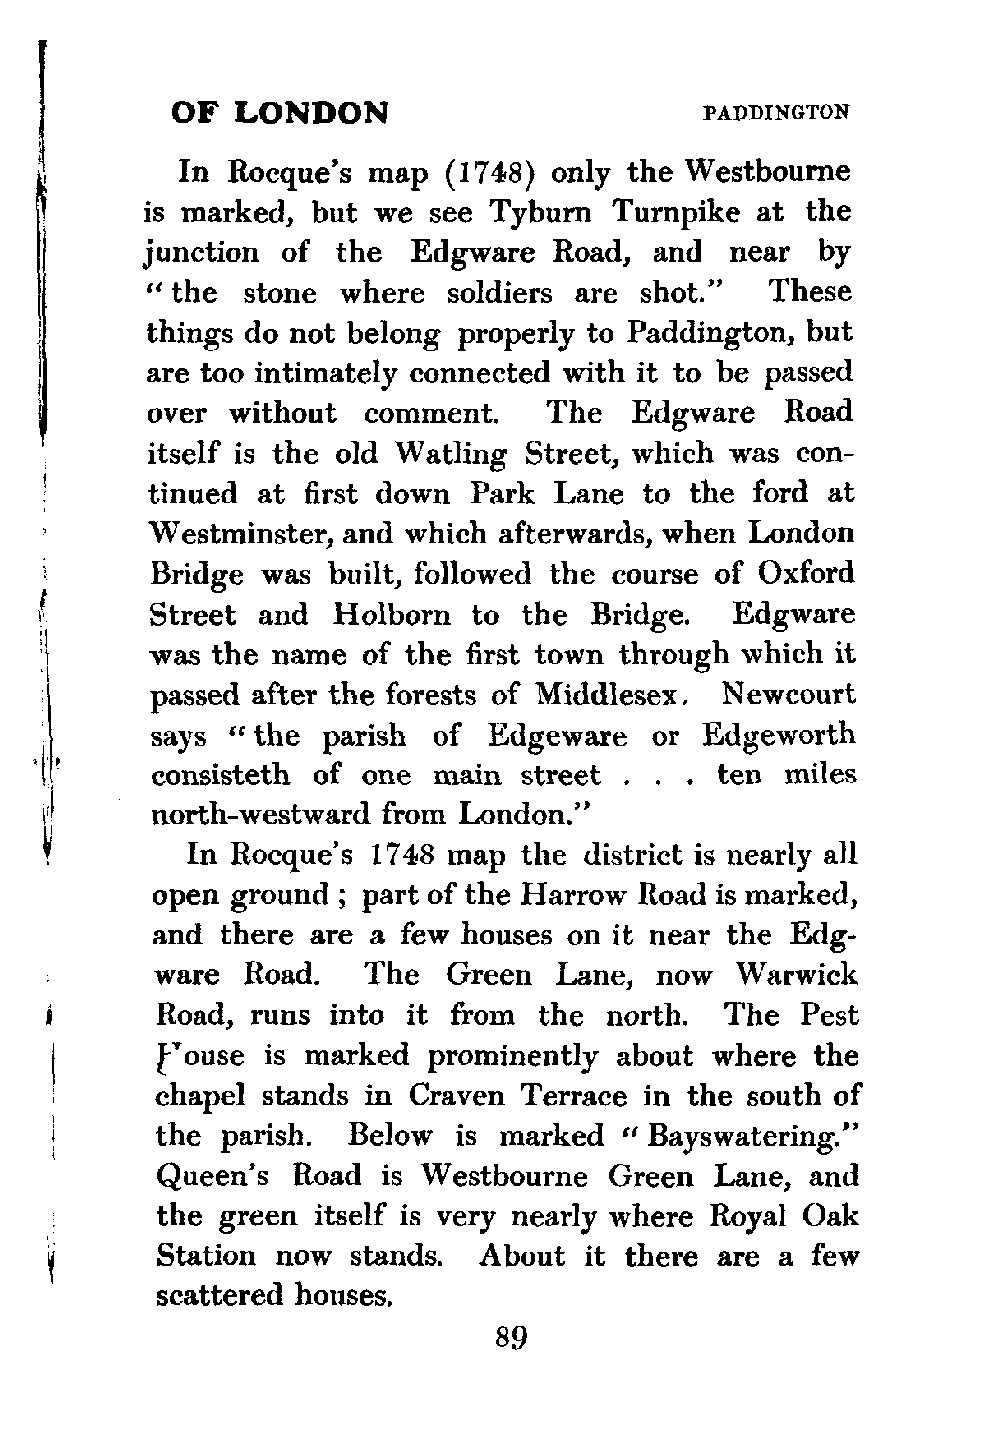 OF LONDON PADDINGTON
In Rocque's map (1748) only the Westbourne
is marked, but we see Tyburn Turnpike at the
junction of the Edgware Road, and near by
"the stone where soldiers are shot." These
things do not belong properly to Paddington, but
are too intimately connected with it to be passed
over without comment. The Edgware Road
itself is the old Watling Street, which was con-
tinued at first down Park Lane to the ford at
Westminster, and which afterwards, when London
Bridge was built, followed the course of Oxford
Street and Holborn to the Bridge. Edgware
was the name of the first town through which it
passed after the forests of Middlesex. Newcourt
says "the parish of Edgeware or Edgeworth
consisteth of one main street . . . ten miles
north-westward from London."
In Rocque's 1748 map the district is nearly all
open ground ; part of the Harrow Road is marked,
and there are a few houses on it near the Edg-
ware Road. The Green Lane, now Warwick
Road, runs into it from the north. The Pest
House is marked prominently about where the
chapel stands in Craven Terrace in the south of
the parish. Below is marked "Bayswatering."
Queen's Road is Westbourne Green Lane, and
the green itself is very nearly where Royal Oak
Station now stands. About it there are a few
scattered houses.
89